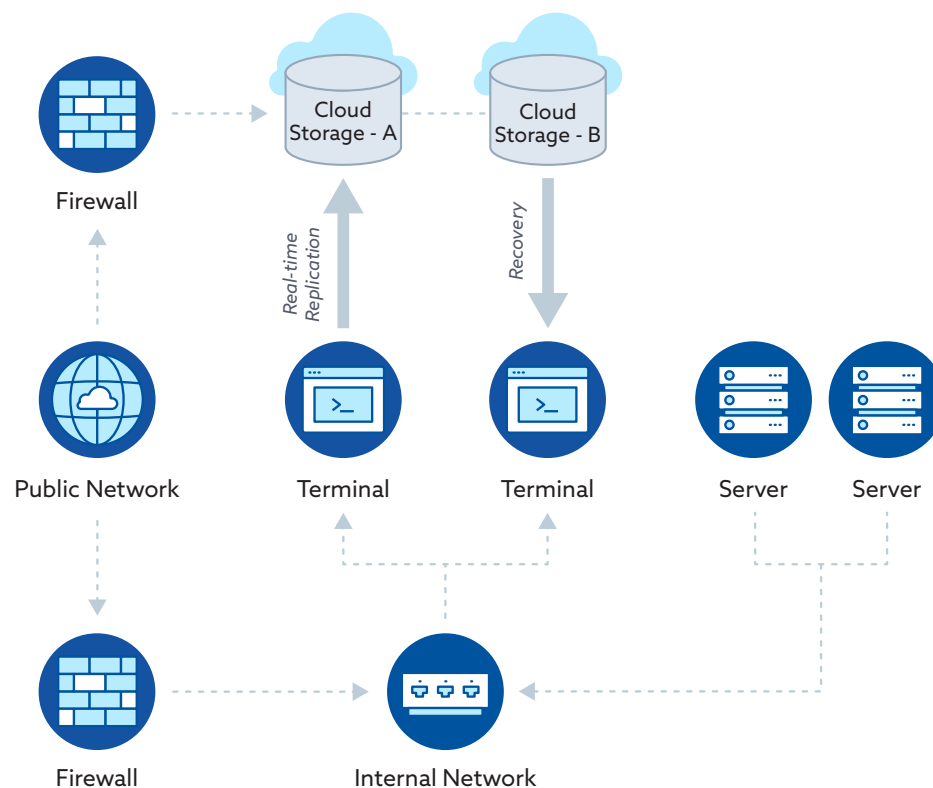 Cloud
Storage - A
Cloud
Storage - B
Firewall
Real-time
Replication
Recovery
Public Network
Terminal
Terminal
Server
Server
Firewall
Internal Network